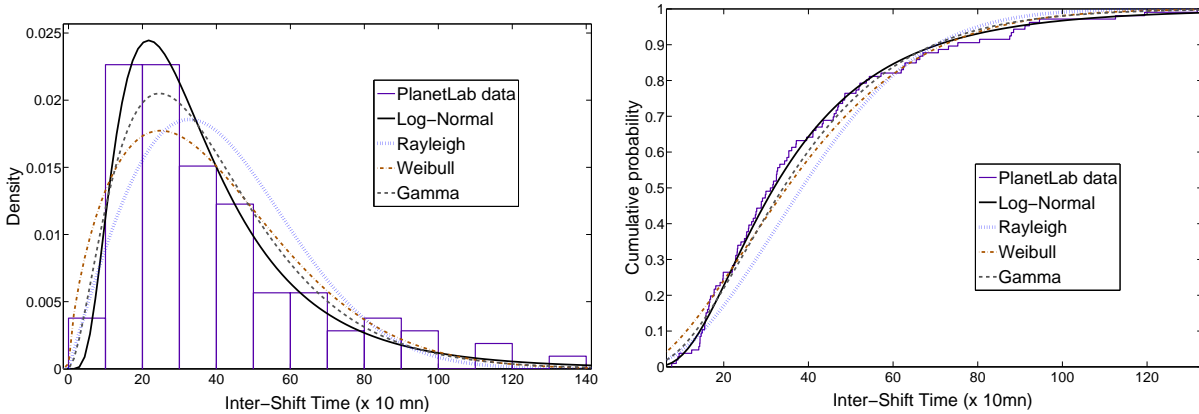 0.025
0.02
0.015
0.01
0.005
0
Density
0 20 40 60 80 100 120 140
Inter−Shift Time (x 10 mn)
PlanetLab data
Log−Normal
Rayleigh
Weibull
Gamma
1
0.9
0.8
0.7
0.6
0.5
0.4
0.3
0.2
0.1
0
Cumulative probability
20 40 60 80 100 120
Inter−Shift Time (x 10mn)
PlanetLab data
Log−Normal
Rayleigh
Weibull
Gamma